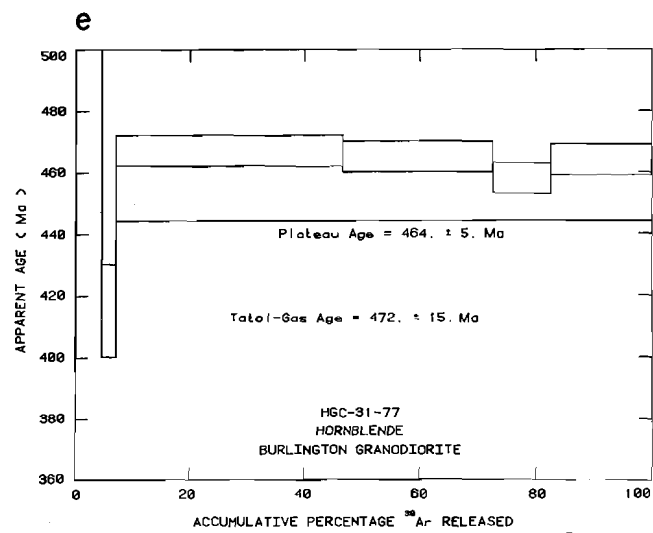 e
500
480
460
440
420
400
380
360
APPARENT AGE ( Ma )
Plateau Age = 464. ± 5. Ma
Total-Gas Age = 472. ± 15. Ma
HGC-31-77
HORNBLENDE
BURLINGTON GRANODIORITE
0 20 40 60 80 100
ACCUMULATIVE PERCENTAGE ³⁹Ar RELEASED